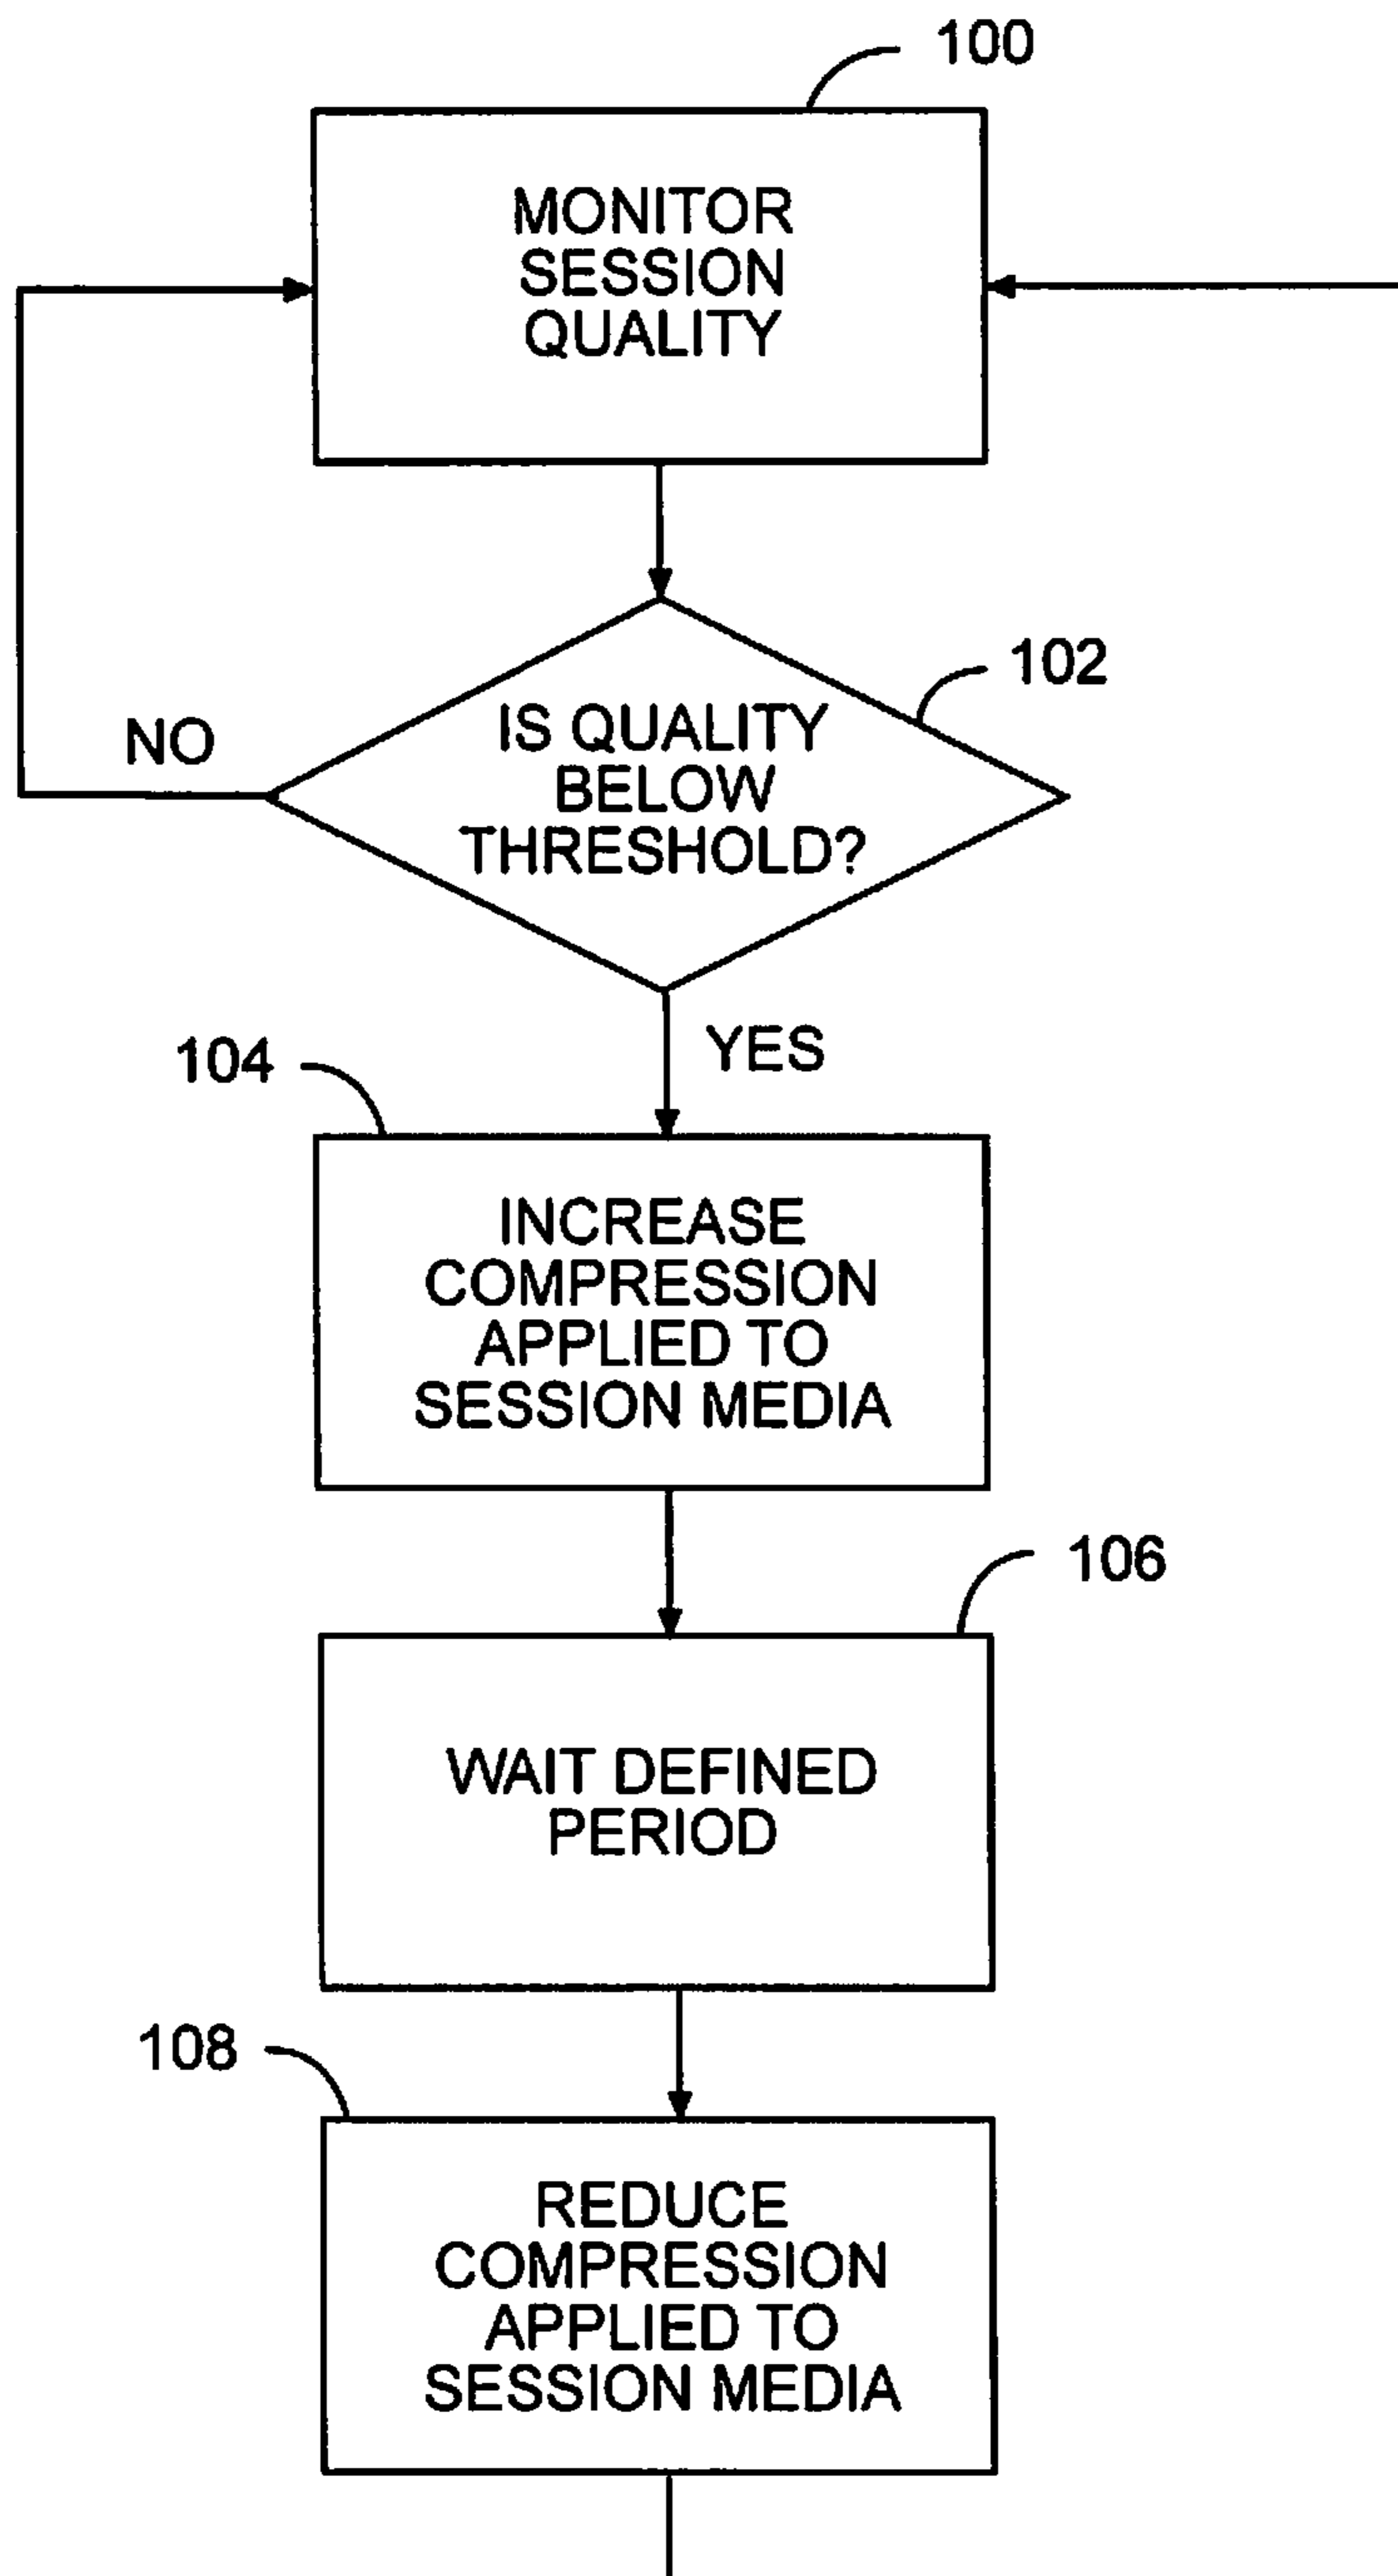 100
MONITOR
SESSION
QUALITY
102
IS QUALITY
BELOW
THRESHOLD?
NO
YES
104
INCREASE
COMPRESSION
APPLIED TO
SESSION MEDIA
106
WAIT DEFINED
PERIOD
108
REDUCE
COMPRESSION
APPLIED TO
SESSION MEDIA